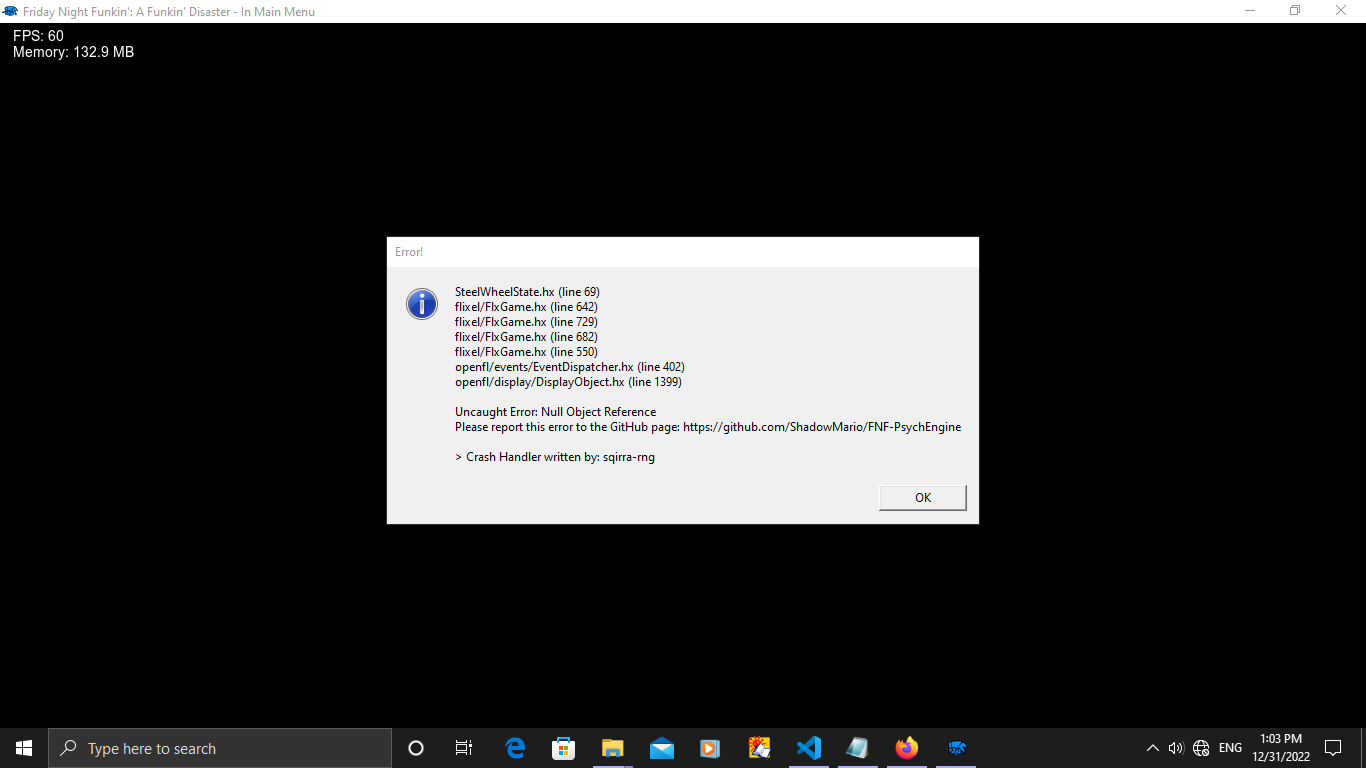 Friday Night Funkin': A Funkin' Disaster - In Main Menu
FPS: 60
Memory: 132.9 MB
Error!
SteelWheelState.hx (line 69)
flixel/FlxGame.hx (line 642)
flixel/FlxGame.hx (line 729)
flixel/FlxGame.hx (line 682)
flixel/FlxGame.hx (line 550)
openfl/events/EventDispatcher.hx (line 402)
openfl/display/DisplayObject.hx (line 1399)
Uncaught Error: Null Object Reference
Please report this error to the GitHub page: https://github.com/ShadowMario/FNF-PsychEngine
> Crash Handler written by: sqirra-rng
OK
Type here to search
ENG
1:03 PM
12/31/2022